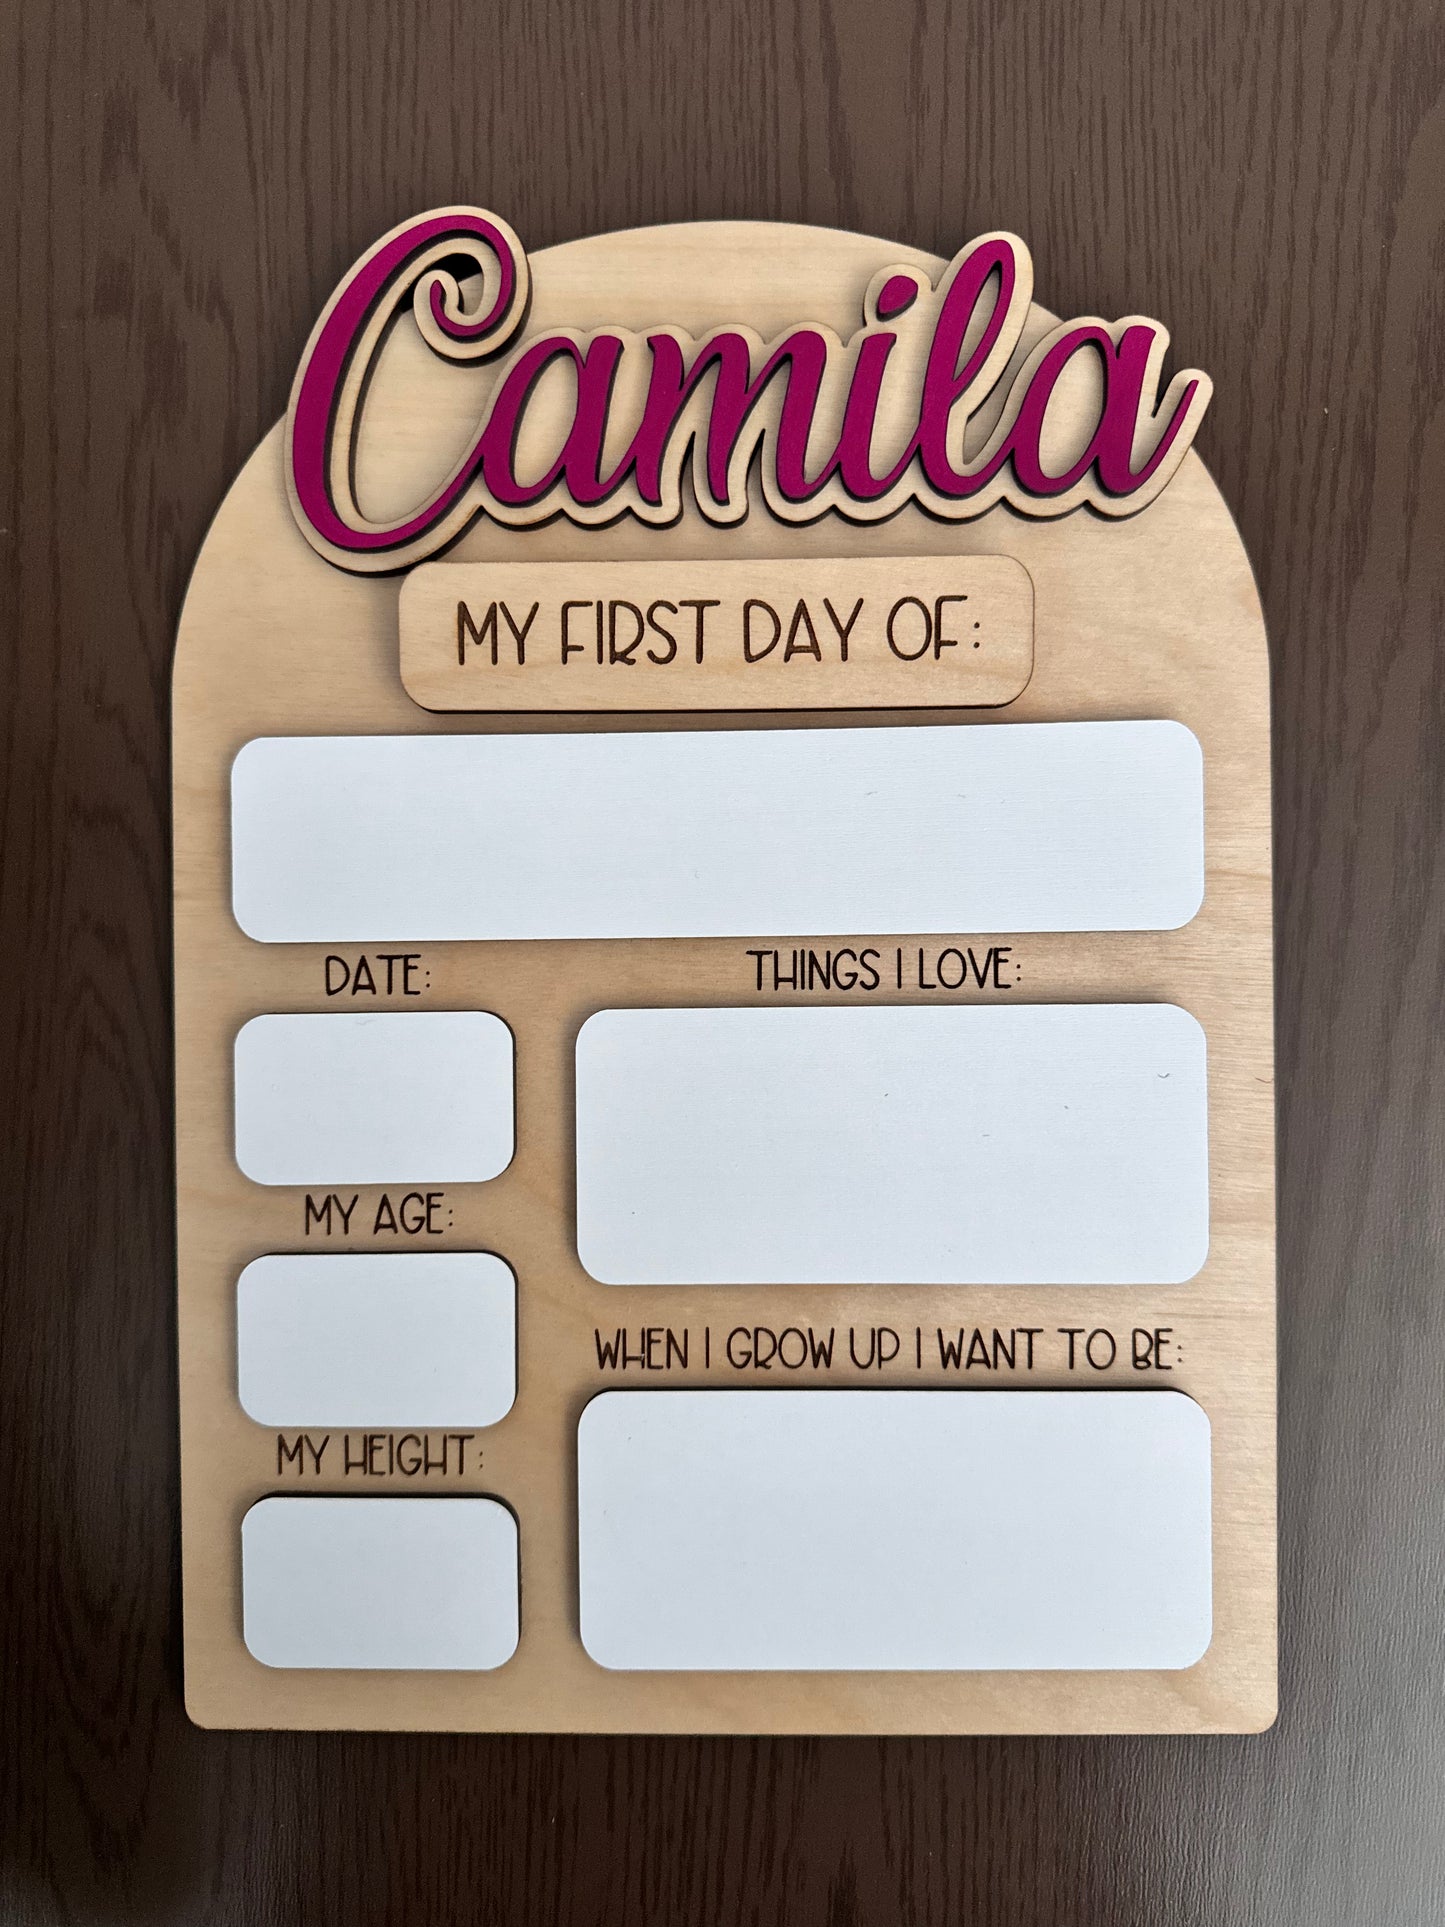 Camila
MY FIRST DAY OF:
DATE:
THINGS I LOVE:
MY AGE:
WHEN I GROW UP I WANT TO BE:
MY HEIGHT: